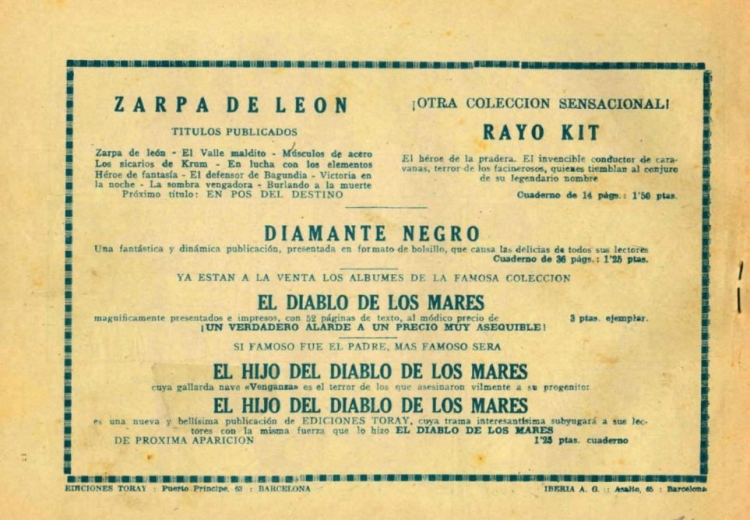 ZARPA DE LEON
TITULOS PUBLICADOS
Zarpa de león - El Valle maldito - Músculos de acero
Los sicarios de Krum - En lucha con los elementos
Héroe de fantasía - El defensor de Bagundia - Victoria en
la noche - La sombra vengadora - Burlando a la muerte
Próximo título: EN POS DEL DESTINO
¡OTRA COLECCION SENSACIONAL!
RAYO KIT
El héroe de la pradera. El invencible conductor de cara-
vanas, terror de los facinerosos, quienes tiemblan al conjuro
de su legendario nombre
Cuaderno de 14 págs.: 1'50 ptas.
DIAMANTE NEGRO
Una fantástica y dinámica publicación, presentada en formato de bolsillo, que causa las delicias de todos sus lectores
Cuaderno de 36 págs.: 1'25 ptas.
YA ESTAN A LA VENTA LOS ALBUMES DE LA FAMOSA COLECCION
EL DIABLO DE LOS MARES
magníficamente presentados e impresos, con 52 páginas de texto, al módico precio de 3 ptas. ejemplar.
¡UN VERDADERO ALARDE A UN PRECIO MUY ASEQUIBLE!
SI FAMOSO FUE EL PADRE, MAS FAMOSO SERA
EL HIJO DEL DIABLO DE LOS MARES
cuya gallarda nave «Venganza» es el terror de los que asesinaron vilmente a su progenitor
EL HIJO DEL DIABLO DE LOS MARES
es una nueva y bellísima publicación de EDICIONES TORAY, cuya trama interesantísima subyugará a sus lec-
tores con la misma fuerza que lo hizo EL DIABLO DE LOS MARES
DE PROXIMA APARICION 1'25 ptas. cuaderno
EDICIONES TORAY : Puerto Príncipe, 63 : BARCELONA
IBERIA A. G. : Asalto, 65 : Barcelona